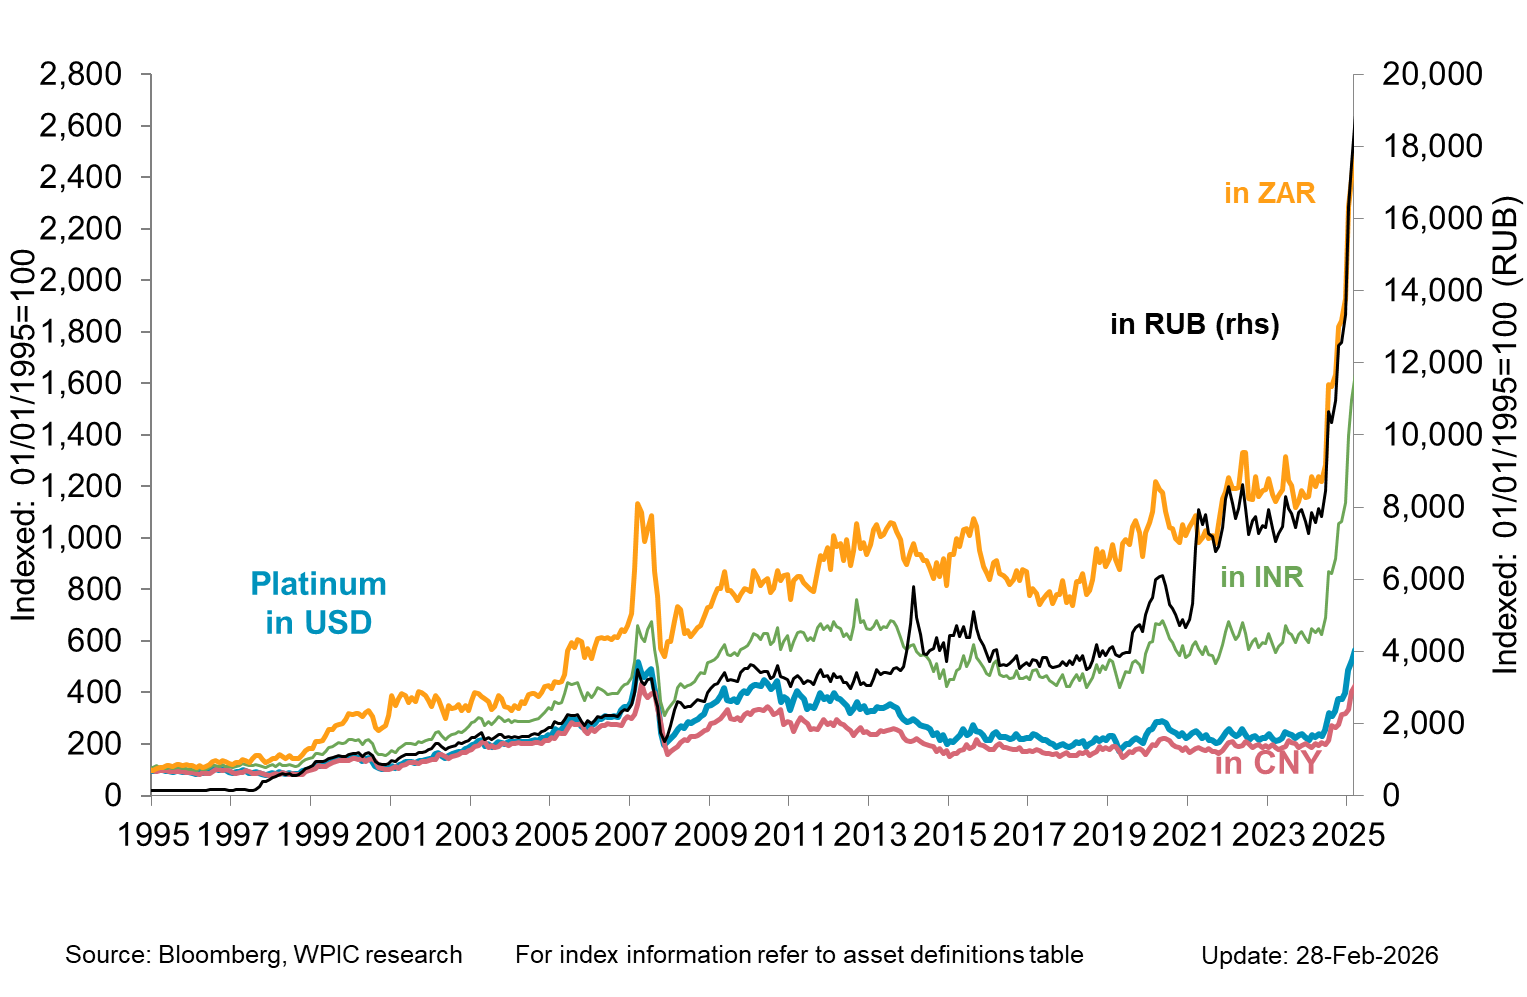 2,800
2,600
2,400
2,200
2,000
1,800
1,600
1,400
1,200
1,000
800
600
400
200
0
Indexed: 01/01/1995=100
20,000
18,000
16,000
14,000
12,000
10,000
8,000
6,000
4,000
2,000
0
Indexed: 01/01/1995=100 (RUB)
in ZAR
in RUB (rhs)
in INR
Platinum
in USD
in CNY
1995 1997 1999 2001 2003 2005 2007 2009 2011 2013 2015 2017 2019 2021 2023 2025
Source: Bloomberg, WPIC research For index information refer to asset definitions table Update: 28-Feb-2026